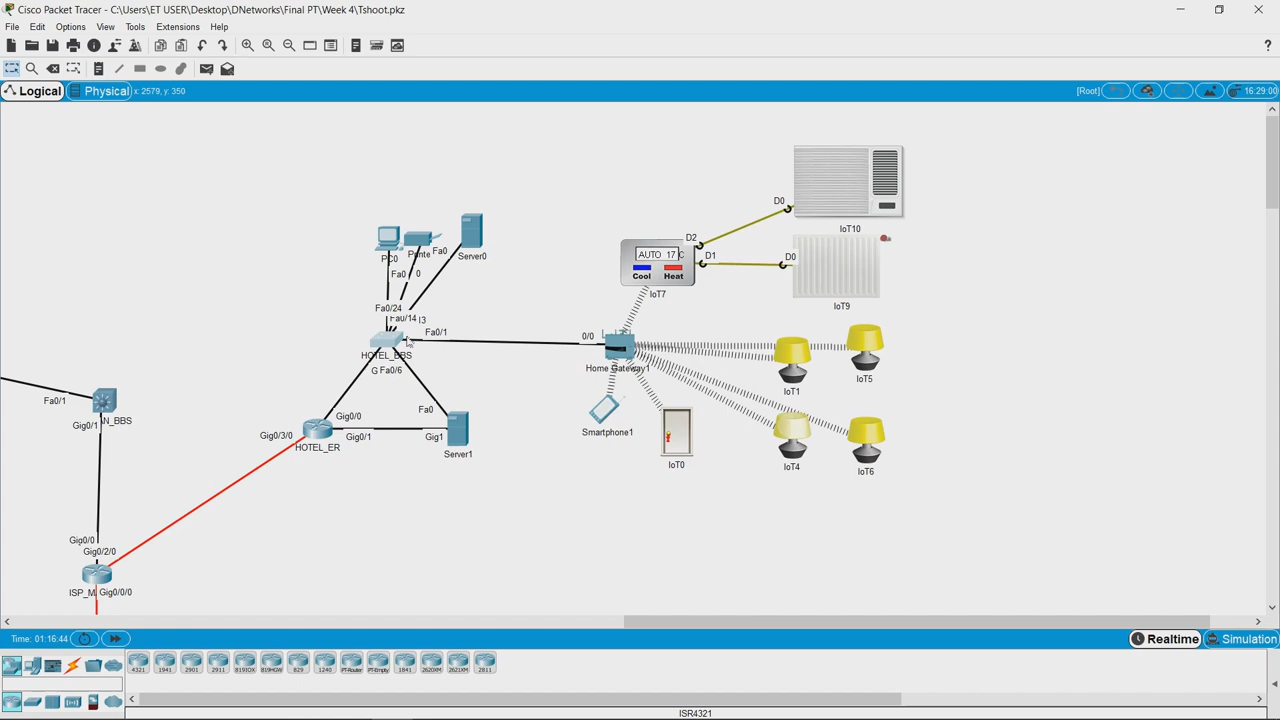 Cisco Packet Tracer - C:\Users\ET USER\Desktop\DNetworks\Final PT\Week 4\Tshoot.pkz
File Edit Options View Tools Extensions Help
?
Logical Physical x: 2579, y: 350 [Root] 16:29:00
D0
IoT10
D2
AUTO 17 C
Cool Heat
D1
D0
IoT7
IoT9
PC0
Fa0
Server0
Fa0 0
Fa0/24
Fa0/14
HOTEL_BBS
Fa0/1
0/0
Home Gateway1
G Fa0/6
IoT1
IoT5
Smartphone1
IoT0
IoT4
IoT6
Fa0/1
N_BBS
Gig0/1
Gig0/0
Gig0/3/0
HOTEL_ER
Gig0/1
Fa0
Gig1
Server1
Gig0/0
Gig0/2/0
ISP_M Gig0/0/0
Time: 01:16:44 Realtime Simulation
4321 1941 2901 2911 819IOX 819HGW 829 1240 PT-Router PT-Empty 1841 2620XM 2621XM 2811
ISR4321